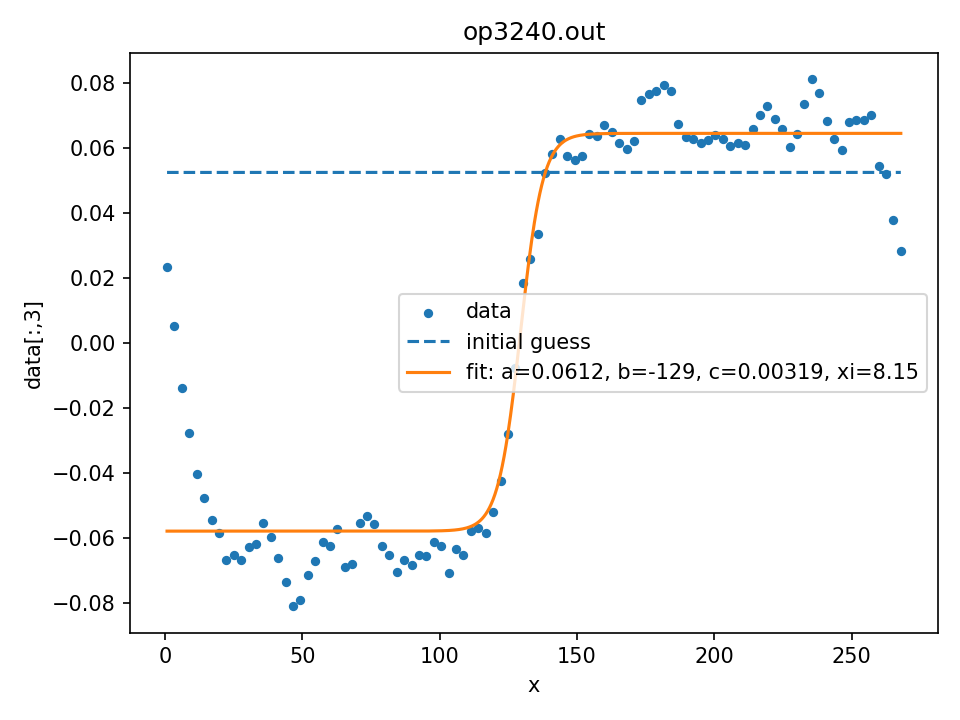 op3240.out
0.08
0.06
0.04
0.02
0.00
−0.02
−0.04
−0.06
−0.08
data[:,3]
data
initial guess
fit: a=0.0612, b=-129, c=0.00319, xi=8.15
0 50 100 150 200 250
x